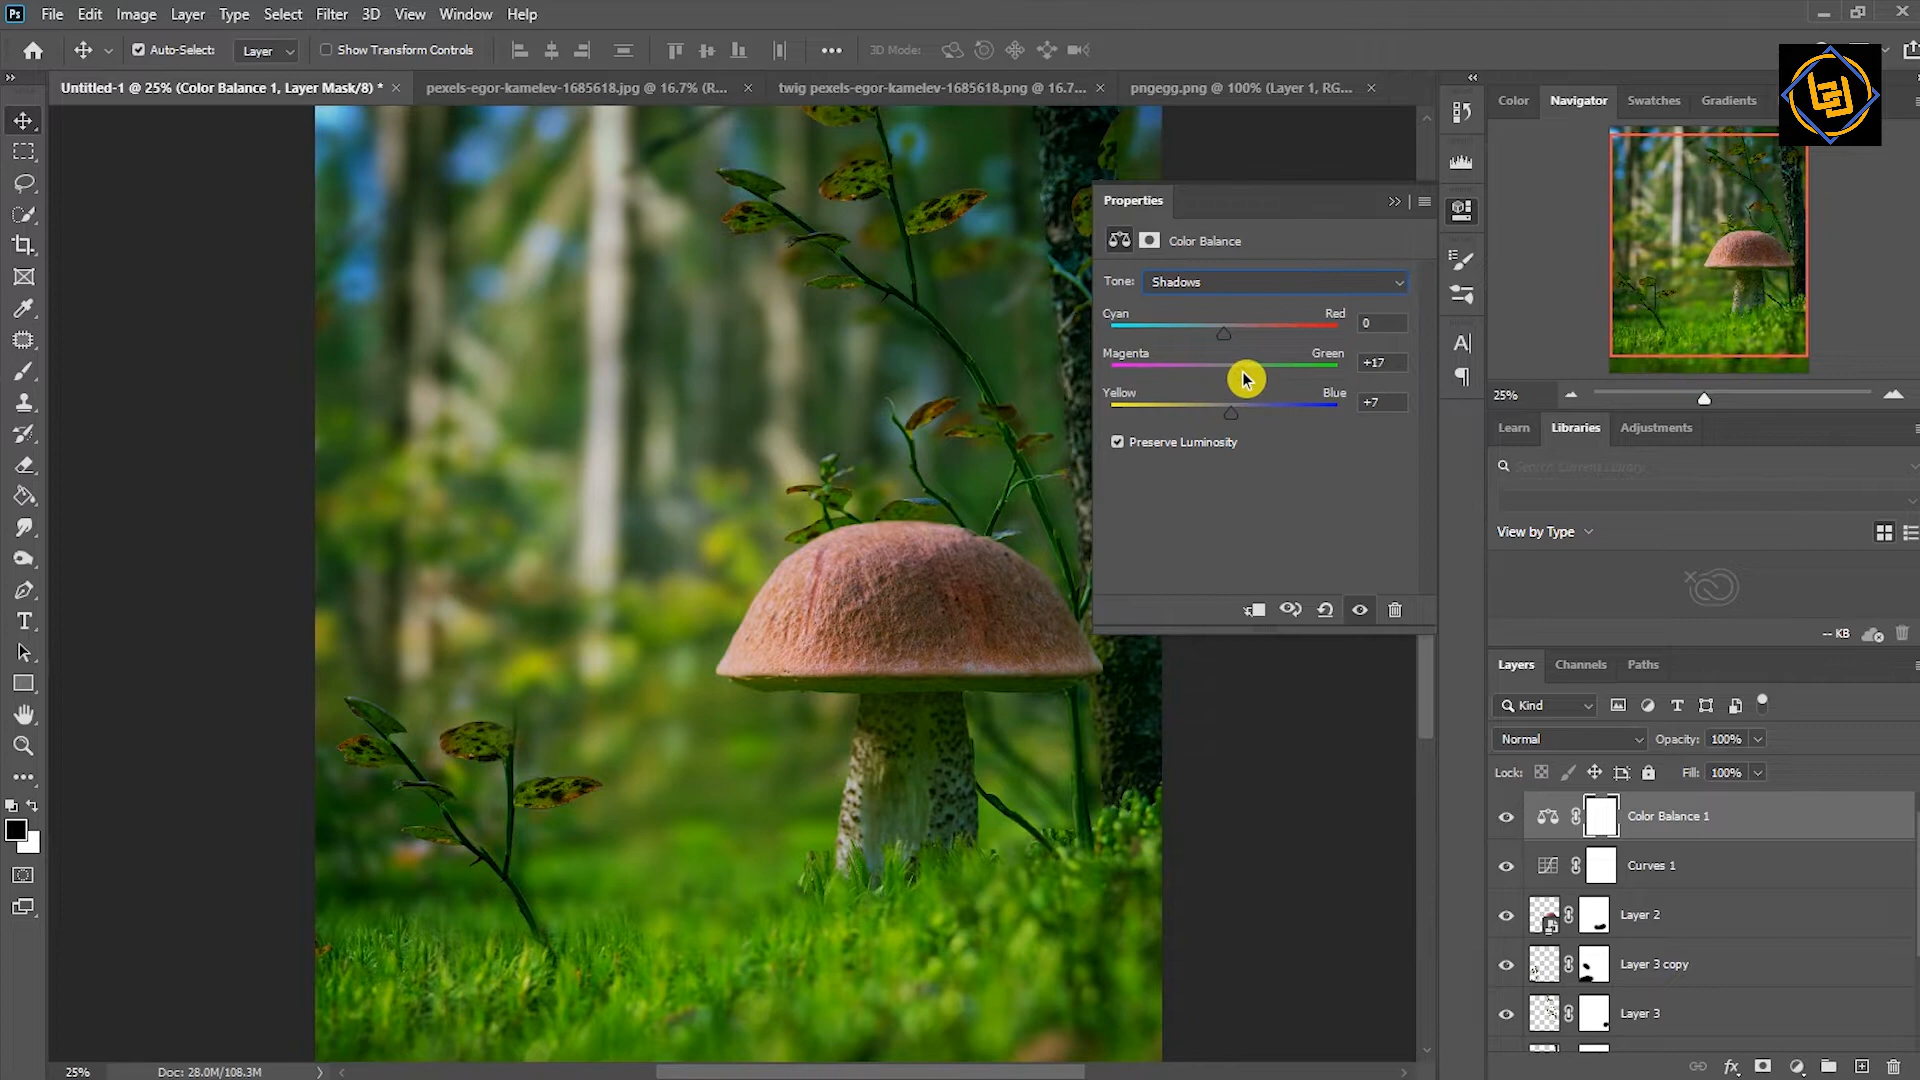 Ps File Edit Image Layer Type Select Filter 3D View Window Help
Auto-Select: Layer Show Transform Controls 3D Mode:
Untitled-1 @ 25% (Color Balance 1, Layer Mask/8) *
pexels-egor-kamelev-1685618.jpg @ 16.7% (R...
twig pexels-egor-kamelev-1685618.png @ 16.7...
pngegg.png @ 100% (Layer 1, RG...
Color Navigator Swatches Gradients
25%
Properties
Color Balance
Tone: Shadows
Cyan Red 0
Magenta Green +17
Yellow Blue +7
Preserve Luminosity
Learn Libraries Adjustments
Search Current Library...
View by Type
-- KB
Layers Channels Paths
Kind
Normal Opacity: 100%
Lock: Fill: 100%
Color Balance 1
Curves 1
Layer 2
Layer 3 copy
Layer 3
25% Doc: 28.0M/108.3M